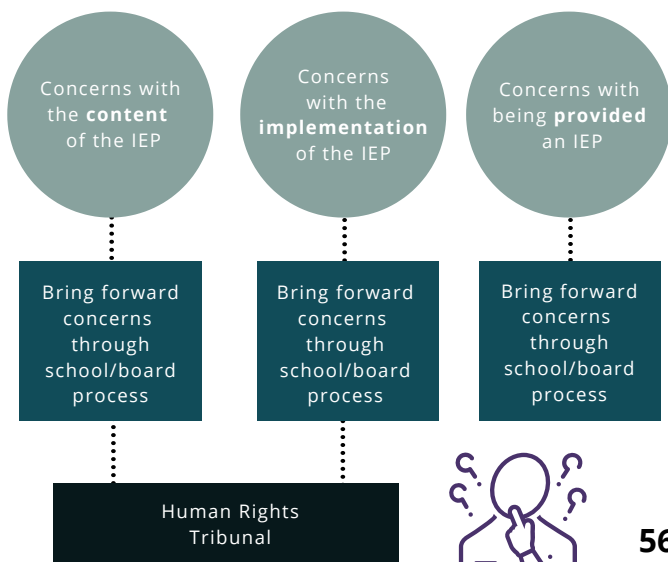 Concerns with
the content
of the IEP
Concerns
with the
implementation
of the IEP
Concerns with
being provided
an IEP
Bring forward
concerns
through
school/board
process
Bring forward
concerns
through
school/board
process
Bring forward
concerns
through
school/board
process
Human Rights
Tribunal
56